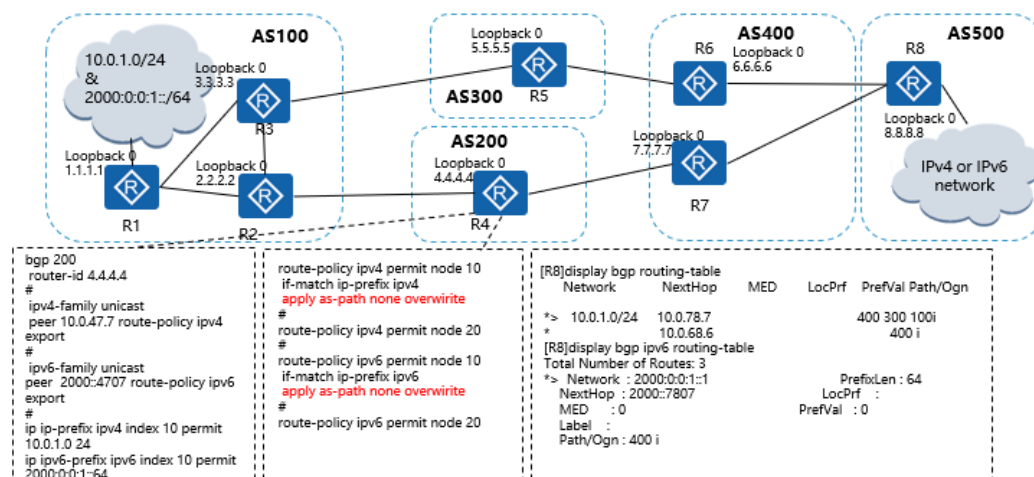 AS100
10.0.1.0/24
&
2000:0:0:1::/64
Loopback 0
3.3.3.3
R3
Loopback 0
1.1.1.1
R1
Loopback 0
2.2.2.2
R2
Loopback 0
5.5.5.5
AS300
R5
AS200
Loopback 0
4.4.4.4
R4
AS400
R6
Loopback 0
6.6.6.6
Loopback 0
7.7.7.7
R7
AS500
R8
Loopback 0
8.8.8.8
IPv4 or IPv6
network
bgp 200
router-id 4.4.4.4
#
ipv4-family unicast
peer 10.0.47.7 route-policy ipv4
export
#
ipv6-family unicast
peer 2000::4707 route-policy ipv6
export
#
ip ip-prefix ipv4 index 10 permit
10.0.1.0 24
ip ipv6-prefix ipv6 index 10 permit
2000:0:0:1::64
route-policy ipv4 permit node 10
if-match ip-prefix ipv4
apply as-path none overwirite
#
route-policy ipv4 permit node 20
#
route-policy ipv6 permit node 10
if-match ip-prefix ipv6
apply as-path none overwirite
#
route-policy ipv6 permit node 20
[R8]display bgp routing-table
Network NextHop MED LocPrf PrefVal Path/Ogn
*> 10.0.1.0/24 10.0.78.7 400 300 100i
* 10.0.68.6 400 i
[R8]display bgp ipv6 routing-table
Total Number of Routes: 3
*> Network : 2000:0:0:1::1 PrefixLen : 64
NextHop : 2000::7807 LocPrf :
MED : 0 PrefVal : 0
Label :
Path/Ogn : 400 i